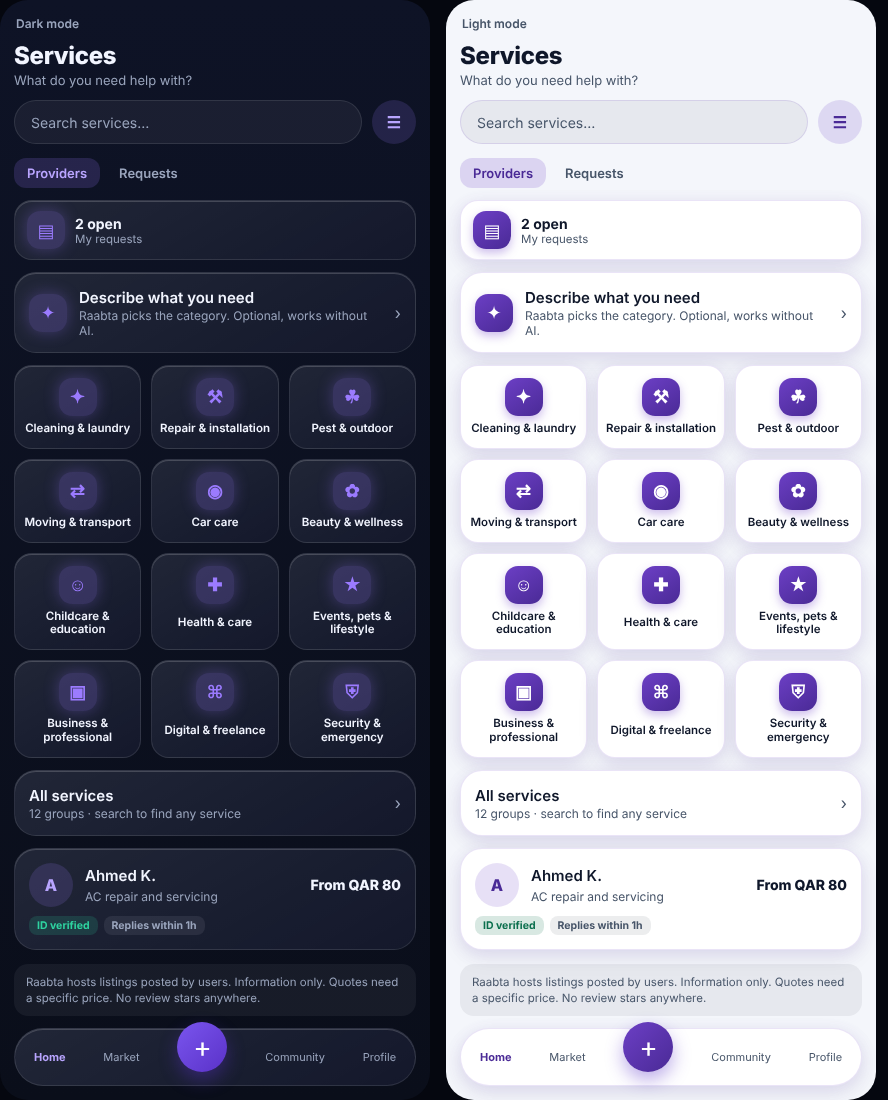 Dark mode
Services
What do you need help with?
Search services...
Providers
Requests
2 open
My requests
Describe what you need
Raabta picks the category. Optional, works without
AI.
Cleaning & laundry
Repair & installation
Pest & outdoor
Moving & transport
Car care
Beauty & wellness
Childcare &
education
Health & care
Events, pets &
lifestyle
Business &
professional
Digital & freelance
Security &
emergency
All services
12 groups · search to find any service
A
Ahmed K.
AC repair and servicing
From QAR 80
ID verified
Replies within 1h
Raabta hosts listings posted by users. Information only. Quotes need
a specific price. No review stars anywhere.
Home
Market
+
Community
Profile
Light mode
Services
What do you need help with?
Search services...
Providers
Requests
2 open
My requests
Describe what you need
Raabta picks the category. Optional, works without
AI.
Cleaning & laundry
Repair & installation
Pest & outdoor
Moving & transport
Car care
Beauty & wellness
Childcare &
education
Health & care
Events, pets &
lifestyle
Business &
professional
Digital & freelance
Security &
emergency
All services
12 groups · search to find any service
A
Ahmed K.
AC repair and servicing
From QAR 80
ID verified
Replies within 1h
Raabta hosts listings posted by users. Information only. Quotes need
a specific price. No review stars anywhere.
Home
Market
+
Community
Profile